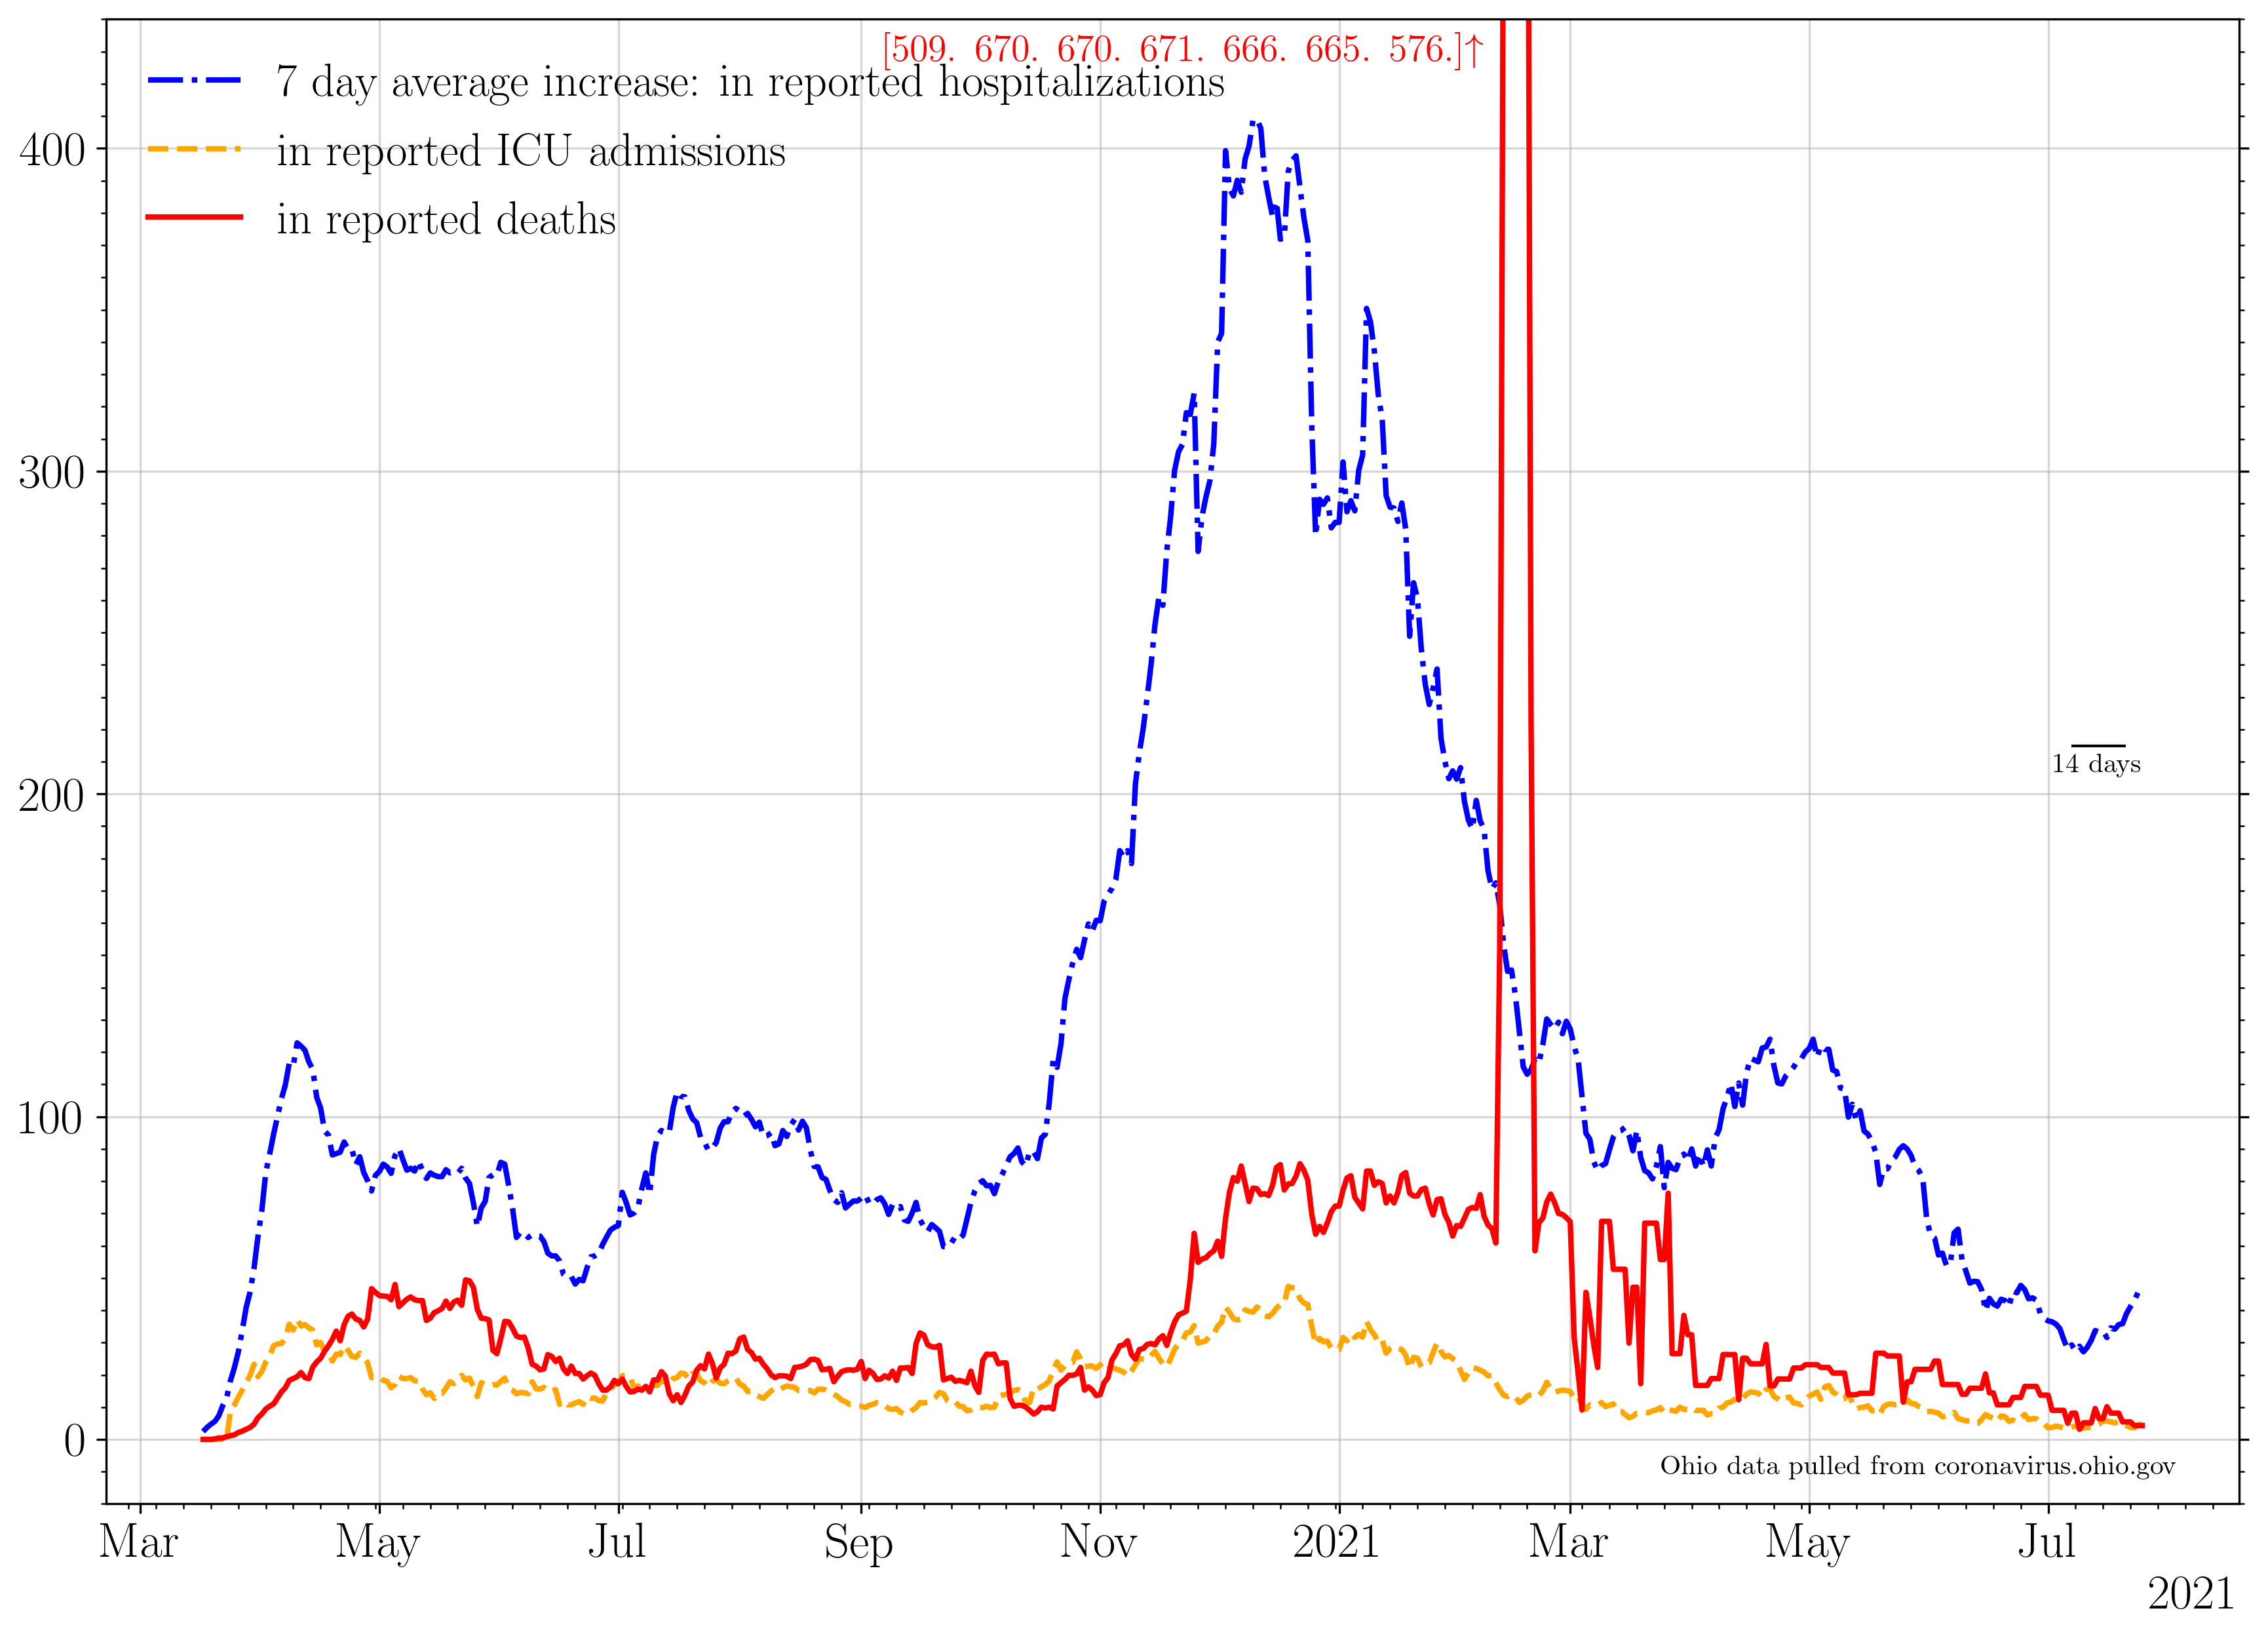 [509. 670. 670. 671. 666. 665. 576.]↑
7 day average increase: in reported hospitalizations
in reported ICU admissions
in reported deaths
400
300
200
100
0
14 days
Ohio data pulled from coronavirus.ohio.gov
Mar May Jul Sep Nov 2021 Mar May Jul
2021